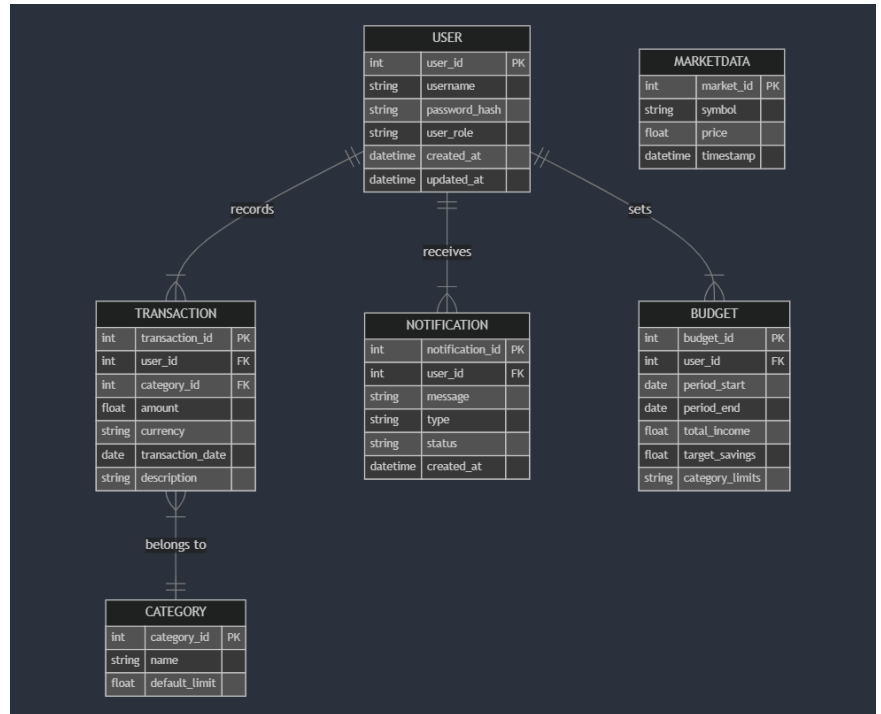 USER
int user_id PK
string username
string password_hash
string user_role
datetime created_at
datetime updated_at
MARKETDATA
int market_id PK
string symbol
float price
datetime timestamp
records
receives
sets
TRANSACTION
int transaction_id PK
int user_id FK
int category_id FK
float amount
string currency
date transaction_date
string description
NOTIFICATION
int notification_id PK
int user_id FK
string message
string type
string status
datetime created_at
BUDGET
int budget_id PK
int user_id FK
date period_start
date period_end
float total_income
float target_savings
string category_limits
belongs to
CATEGORY
int category_id PK
string name
float default_limit